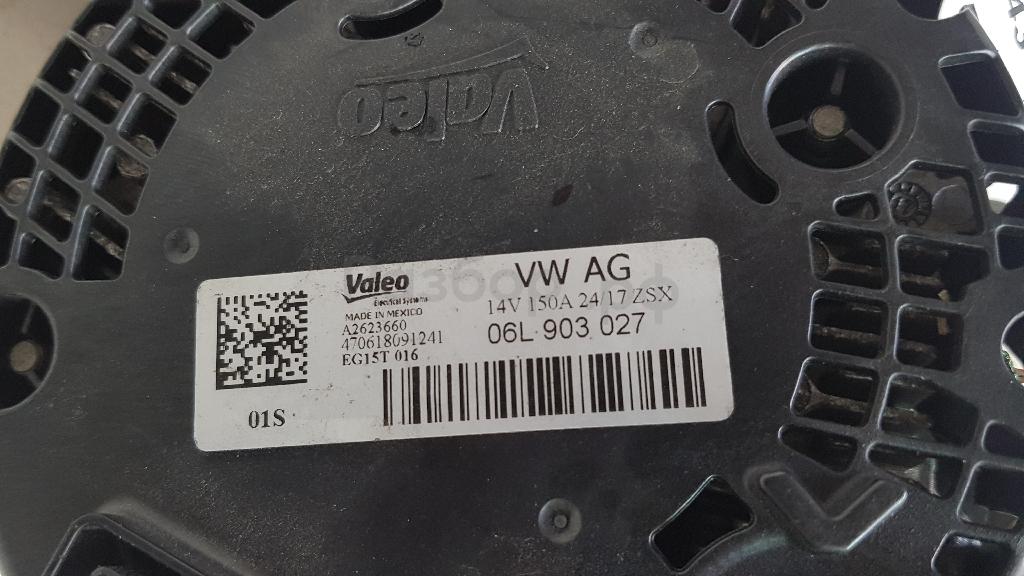 Valeo
Valeo
Electrical systems
MADE IN MEXICO
A2623660
470618091241
EG15T 016
01S
VW AG
14V 150A 24/17 ZSX
06L 903 027